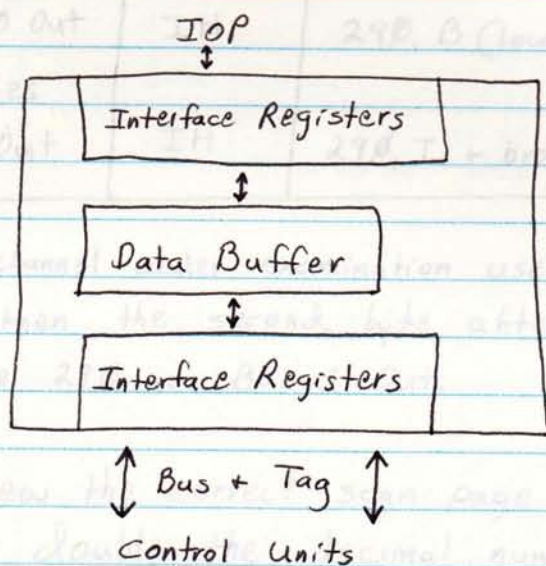 IOP
Interface Registers
Data Buffer
Interface Registers
Bus + Tag
Control Units